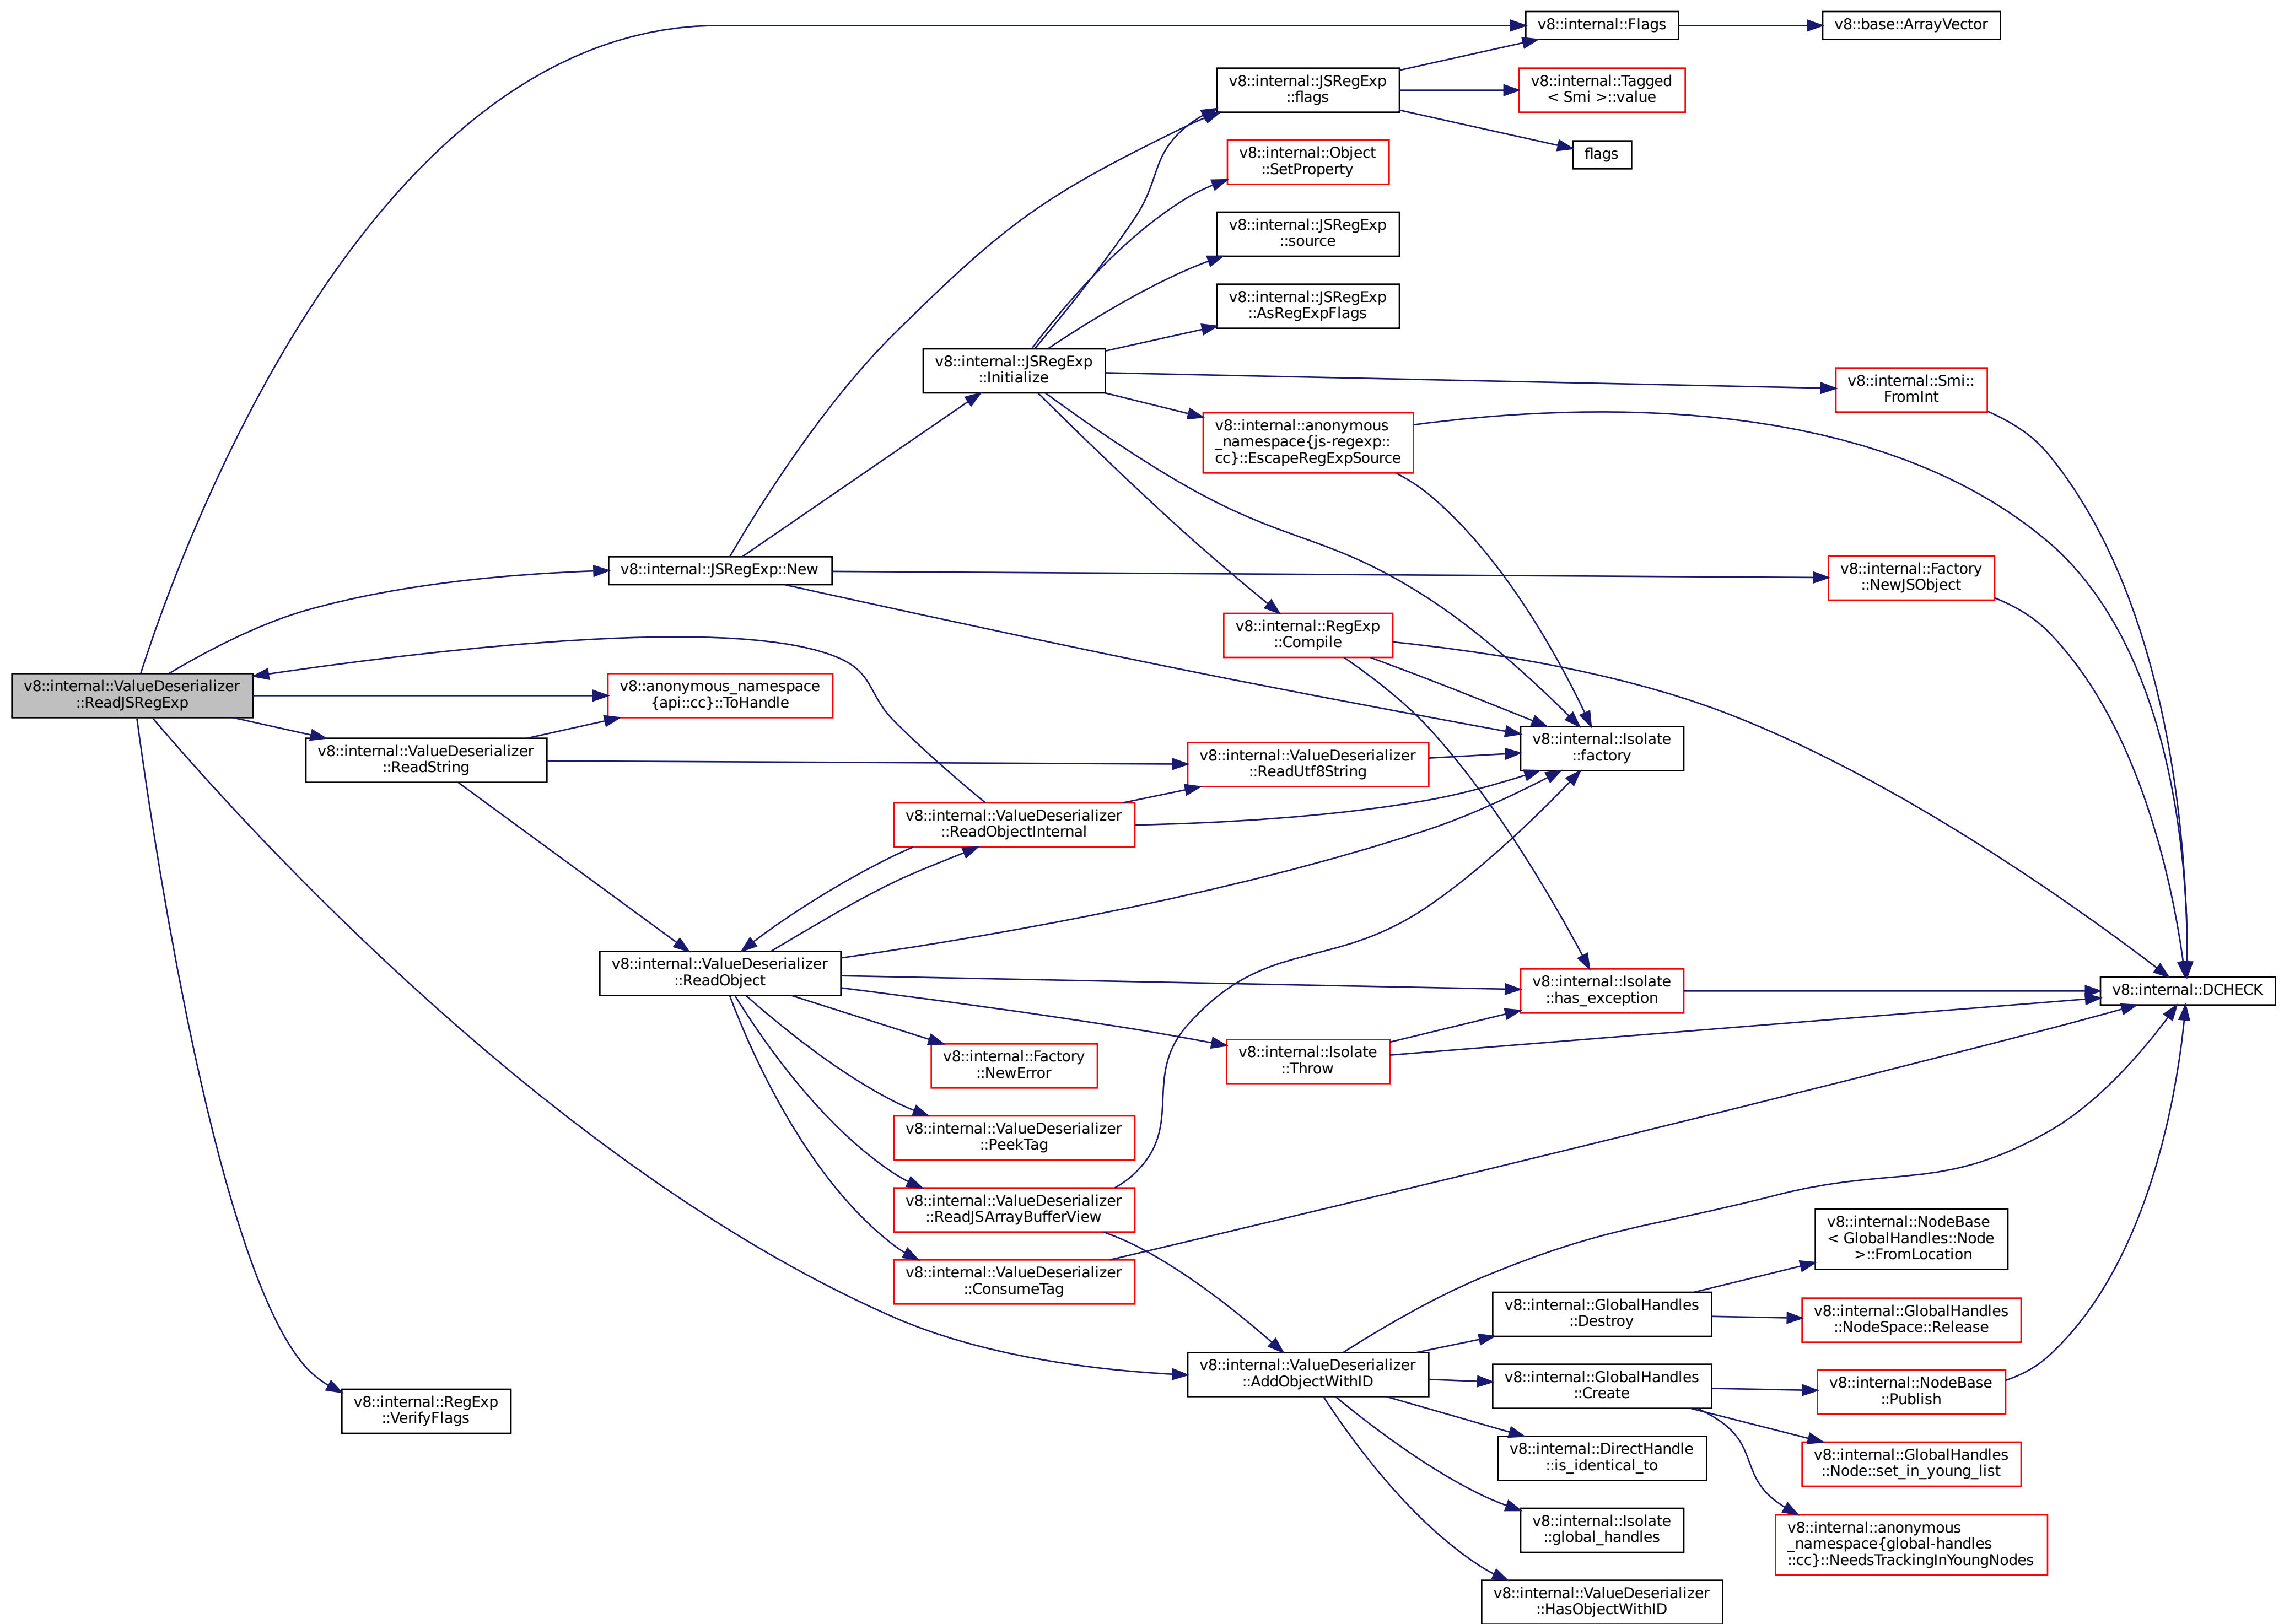 v8::internal::ValueDeserializer
::ReadJSRegExp
v8::internal::Flags
v8::base::ArrayVector
v8::internal::JSRegExp
::flags
v8::internal::Tagged
< Smi >::value
flags
v8::internal::Object
::SetProperty
v8::internal::JSRegExp
::source
v8::internal::JSRegExp
::AsRegExpFlags
v8::internal::JSRegExp
::Initialize
v8::internal::Smi::
FromInt
v8::internal::anonymous
_namespace{js-regexp::
cc}::EscapeRegExpSource
v8::internal::JSRegExp::New
v8::internal::Factory
::NewJSObject
v8::internal::RegExp
::Compile
v8::anonymous_namespace
{api::cc}::ToHandle
v8::internal::ValueDeserializer
::ReadString
v8::internal::ValueDeserializer
::ReadUtf8String
v8::internal::Isolate
::factory
v8::internal::ValueDeserializer
::ReadObjectInternal
v8::internal::ValueDeserializer
::ReadObject
v8::internal::Isolate
::has_exception
v8::internal::DCHECK
v8::internal::Factory
::NewError
v8::internal::Isolate
::Throw
v8::internal::ValueDeserializer
::PeekTag
v8::internal::ValueDeserializer
::ReadJSArrayBufferView
v8::internal::ValueDeserializer
::ConsumeTag
v8::internal::NodeBase
< GlobalHandles::Node
>::FromLocation
v8::internal::GlobalHandles
::Destroy
v8::internal::GlobalHandles
::NodeSpace::Release
v8::internal::ValueDeserializer
::AddObjectWithID
v8::internal::GlobalHandles
::Create
v8::internal::NodeBase
::Publish
v8::internal::RegExp
::VerifyFlags
v8::internal::DirectHandle
::is_identical_to
v8::internal::GlobalHandles
::Node::set_in_young_list
v8::internal::Isolate
::global_handles
v8::internal::anonymous
_namespace{global-handles
::cc}::NeedsTrackingInYoungNodes
v8::internal::ValueDeserializer
::HasObjectWithID